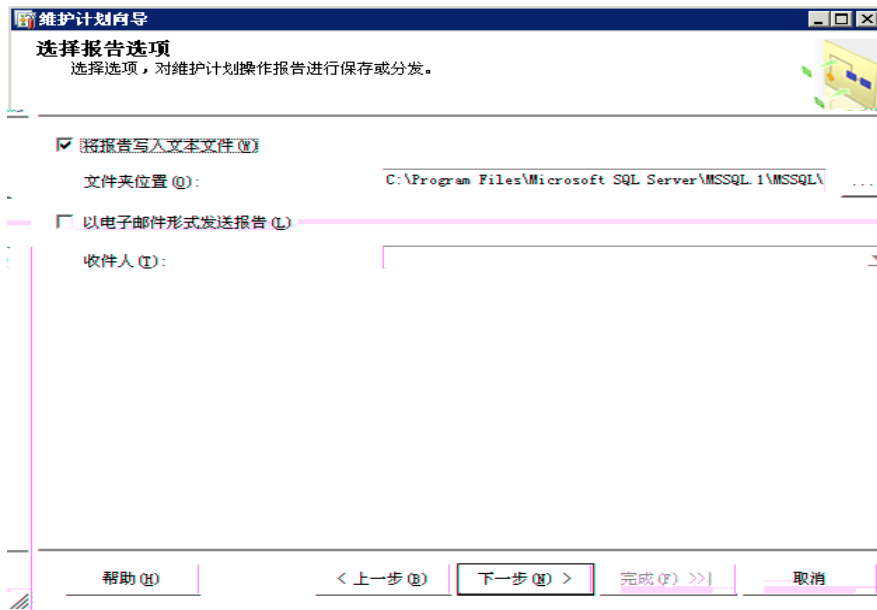 维护计划向导
选择报告选项
选择选项，对维护计划操作报告进行保存或分发。
将报告写入文本文件(W)
文件夹位置(O)： C:\Program Files\Microsoft SQL Server\MSSQL.1\MSSQL\ ...
以电子邮件形式发送报告(L)
收件人(T)：
帮助(H) < 上一步(B) 下一步(N) > 完成(F) >>| 取消